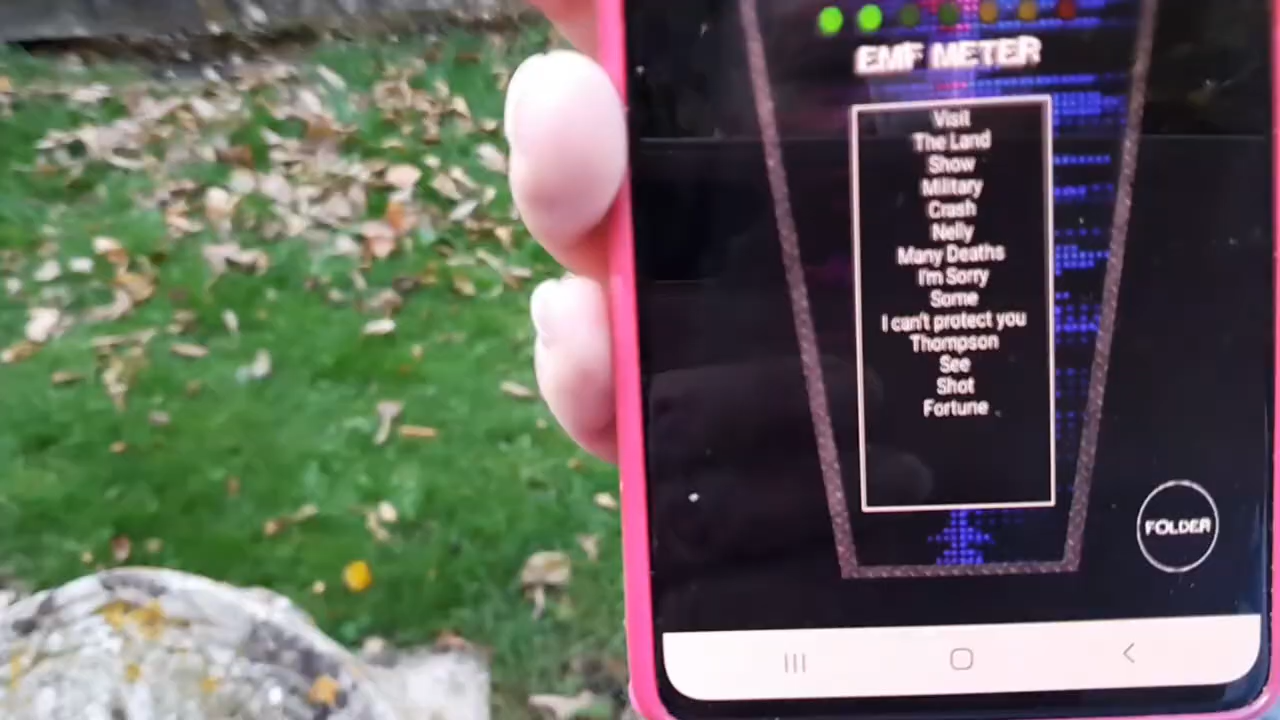 EMF METER
Visit
The Land
Show
Military
Crash
Nelly
Many Deaths
I'm Sorry
Some
I can't protect you
Thompson
See
Shot
Fortune
FOLDER